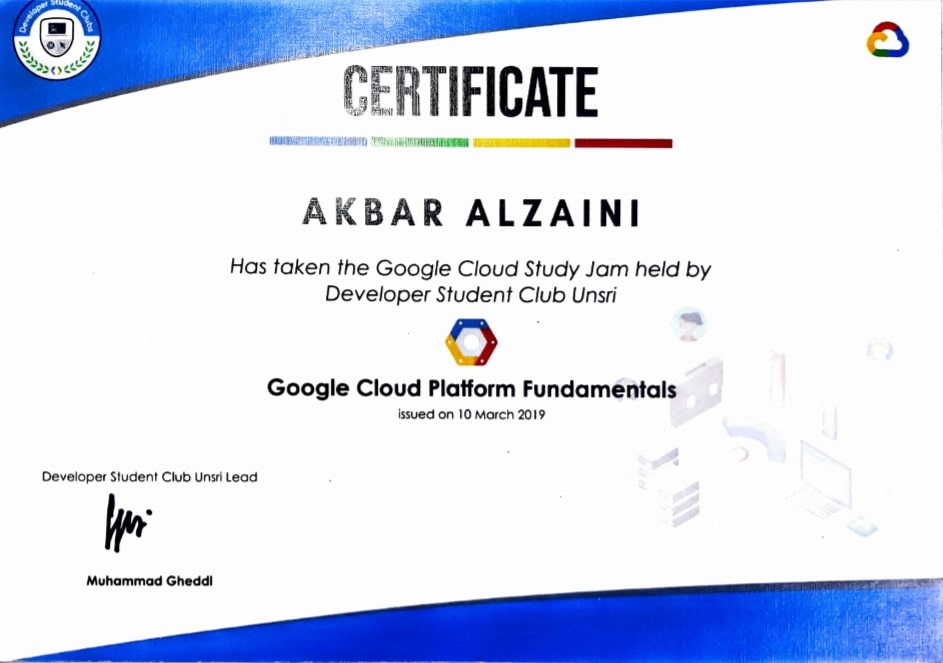 Developer Student Clubs
CERTIFICATE
AKBAR ALZAINI
Has taken the Google Cloud Study Jam held by
Developer Student Club Unsri
Google Cloud Platform Fundamentals
issued on 10 March 2019
Developer Student Club Unsri Lead
Muhammad Gheddi